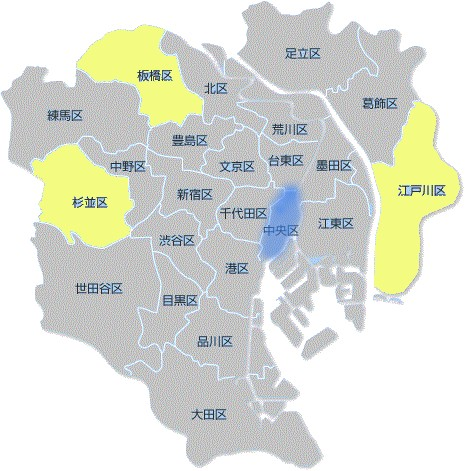 足立区
板橋区
北区
葛飾区
練馬区
荒川区
豊島区
台東区
文京区
墨田区
中野区
江戸川区
新宿区
杉並区
千代田区
江東区
中央区
渋谷区
港区
世田谷区
目黒区
品川区
大田区